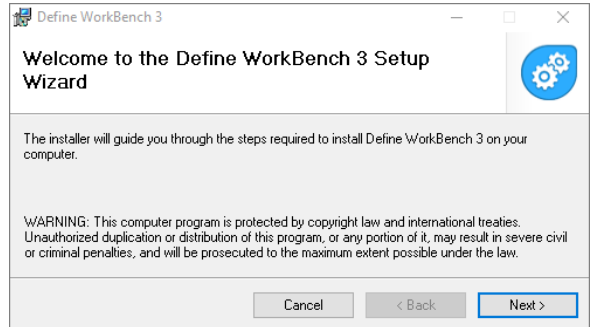 Define WorkBench 3
Welcome to the Define WorkBench 3 Setup
Wizard
The installer will guide you through the steps required to install Define WorkBench 3 on your
computer.
WARNING: This computer program is protected by copyright law and international treaties.
Unauthorized duplication or distribution of this program, or any portion of it, may result in severe civil
or criminal penalties, and will be prosecuted to the maximum extent possible under the law.
Cancel < Back Next >